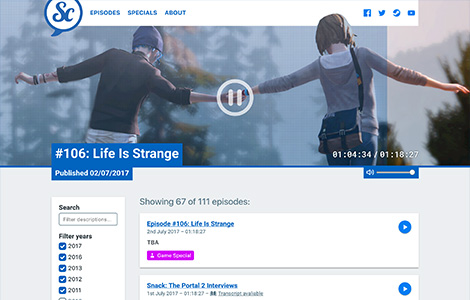 Sc
EPISODES SPECIALS ABOUT
#106: Life Is Strange
01:04:34 / 01:18:27
Published 02/07/2017
Search
Filter descriptions...
Filter years
2017
2016
2013
2012
2011
Showing 67 of 111 episodes:
Episode #106: Life Is Strange
2nd July 2017 – 01:18:27
TBA
Game Special
Snack: The Portal 2 Interviews
1st July 2017 – 01:18:27 – Transcript available